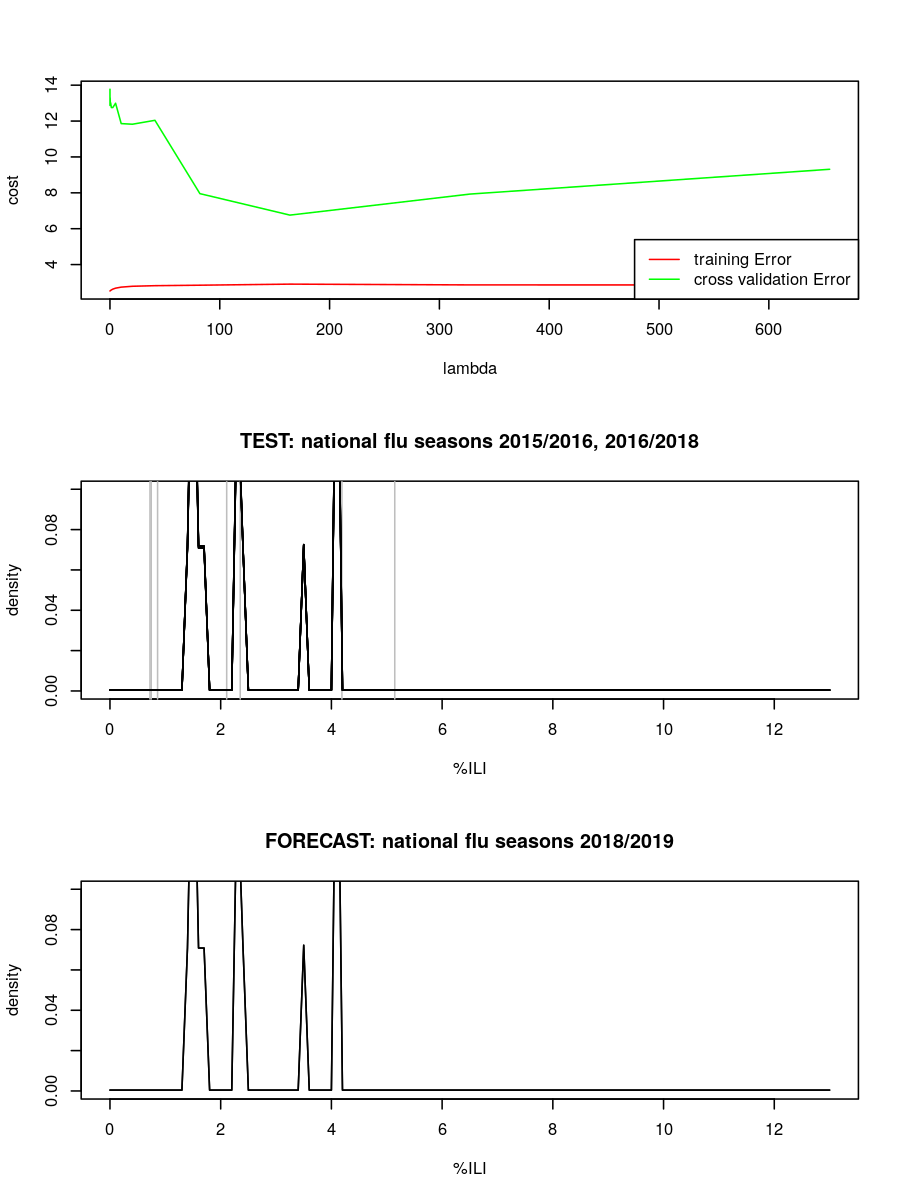 cost
14
12
10
8
6
4
training Error
cross validation Error
0 100 200 300 400 500 600
lambda
TEST: national flu seasons 2015/2016, 2016/2018
density
0.08
0.04
0.00
0 2 4 6 8 10 12
%ILI
FORECAST: national flu seasons 2018/2019
density
0.08
0.04
0.00
0 2 4 6 8 10 12
%ILI